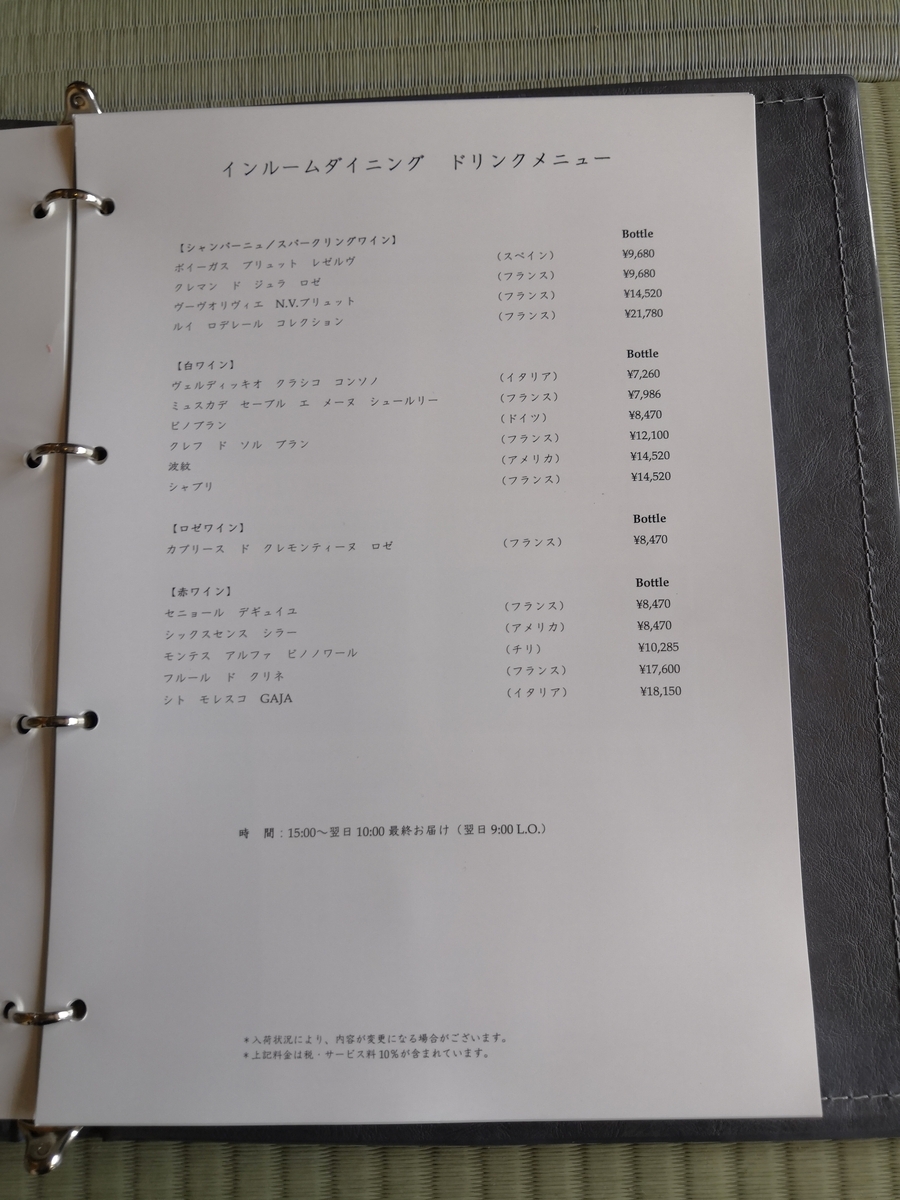 インルームダイニング　ドリンクメニュー
【シャンパーニュ／スパークリングワイン】 Bottle
ボイーガス　ブリュット　レゼルヴ （スペイン） ¥9,680
クレマン　ド　ジュラ　ロゼ （フランス） ¥9,680
ヴーヴオリヴィエ　N.V.ブリュット （フランス） ¥14,520
ルイ　ロデレール　コレクション （フランス） ¥21,780
【白ワイン】 Bottle
ヴェルディッキオ　クラシコ　コンソノ （イタリア） ¥7,260
ミュスカデ　セーブル　エ　メーヌ　シュールリー （フランス） ¥7,986
ピノブラン （ドイツ） ¥8,470
クレフ　ド　ソル　ブラン （フランス） ¥12,100
波紋 （アメリカ） ¥14,520
シャブリ （フランス） ¥14,520
【ロゼワイン】 Bottle
カプリース　ド　クレモンティーヌ　ロゼ （フランス） ¥8,470
【赤ワイン】 Bottle
セニョール　デギュイユ （フランス） ¥8,470
シックスセンス　シラー （アメリカ） ¥8,470
モンテス　アルファ　ピノノワール （チリ） ¥10,285
フルール　ド　クリネ （フランス） ¥17,600
シト　モレスコ　GAJA （イタリア） ¥18,150
時　間：15:00～翌日 10:00 最終お届け（翌日 9:00 L.O.）
＊入荷状況により、内容が変更になる場合がございます。
＊上記料金は税・サービス料 10％が含まれています。